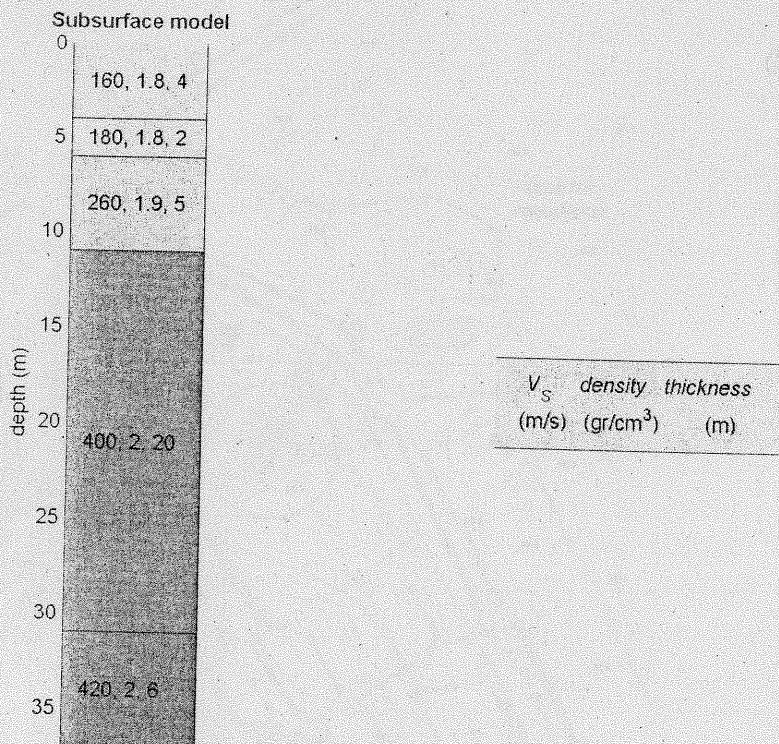 Subsurface model
0
160, 1.8, 4
5
180, 1.8, 2
260, 1.9, 5
10
15
depth (m)
20
400, 2, 20
25
30
420, 2, 6
35
V_S density thickness
(m/s) (gr/cm³) (m)